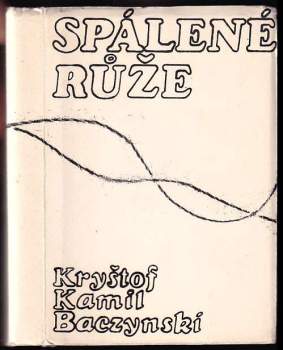 SPÁLENÉ
RŮŽE
Kryštof
Kamil
Baczynski